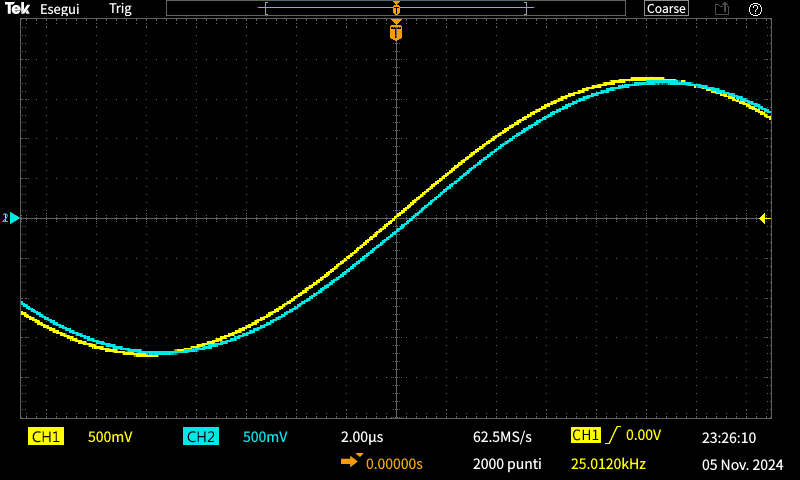 Tek Esegui Trig Coarse ?
T
T
2
CH1 500mV CH2 500mV 2.00µs 62.5MS/s CH1 0.00V 23:26:10
0.00000s 2000 punti 25.0120kHz 05 Nov. 2024